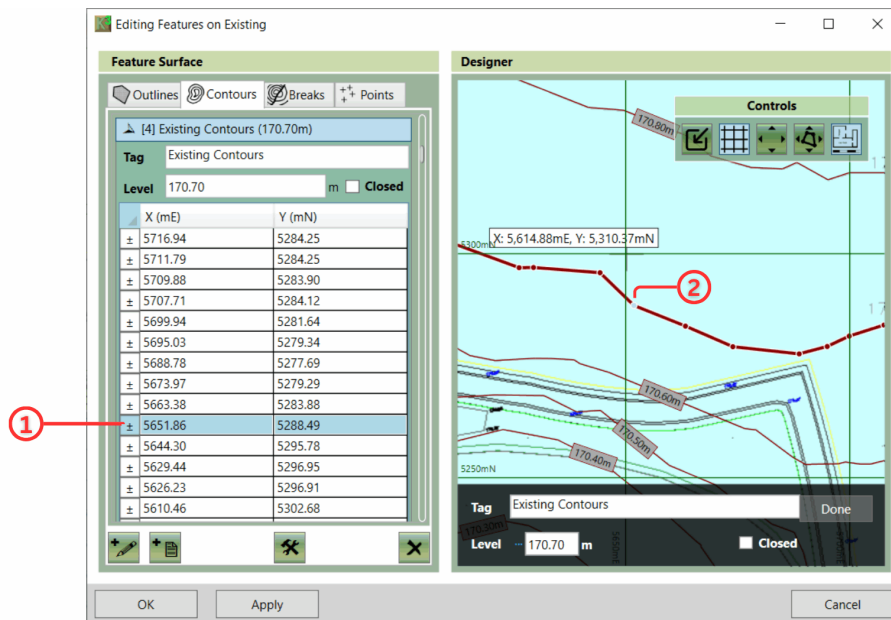 Editing Features on Existing
Feature Surface
Outlines Contours Breaks Points
[4] Existing Contours (170.70m)
Tag Existing Contours
Level 170.70 m Closed
X (mE) Y (mN)
± 5716.94 5284.25
± 5711.79 5284.25
± 5709.88 5283.90
± 5707.71 5284.12
± 5699.94 5281.64
± 5695.03 5279.34
± 5688.78 5277.69
± 5673.97 5279.29
± 5663.38 5283.88
± 5651.86 5288.49
± 5644.30 5295.78
± 5629.44 5296.95
± 5626.23 5296.91
± 5610.46 5302.68
1
OK Apply Cancel
Designer
Controls
170.80m
X: 5,614.88mE, Y: 5,310.37mN
5300mN
2
170.60m
170.50m
170.40m
5250mN
Tag Existing Contours Done
170.30m
Level 170.70 m Closed